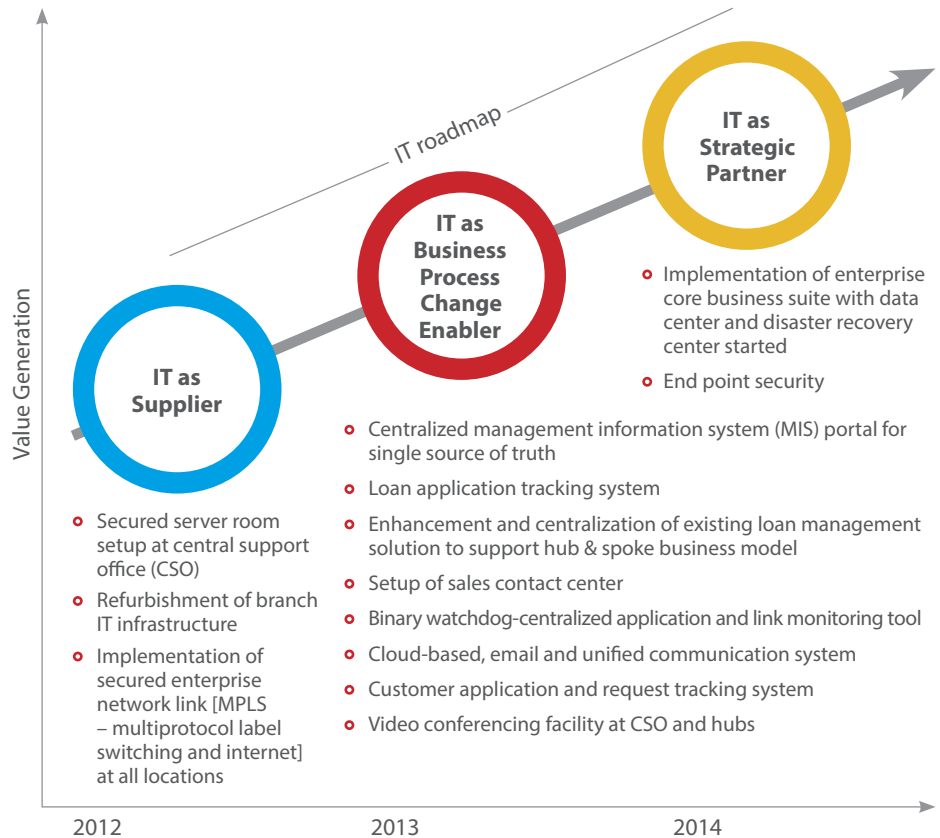 IT roadmap
Value Generation
IT as
Supplier
IT as
Business
Process
Change
Enabler
IT as
Strategic
Partner
Secured server room
setup at central support
office (CSO)
Refurbishment of branch
IT infrastructure
Implementation of
secured enterprise
network link [MPLS
– multiprotocol label
switching and internet]
at all locations
Centralized management information system (MIS) portal for
single source of truth
Loan application tracking system
Enhancement and centralization of existing loan management
solution to support hub & spoke business model
Setup of sales contact center
Binary watchdog-centralized application and link monitoring tool
Cloud-based, email and unified communication system
Customer application and request tracking system
Video conferencing facility at CSO and hubs
Implementation of enterprise
core business suite with data
center and disaster recovery
center started
End point security
2012
2013
2014